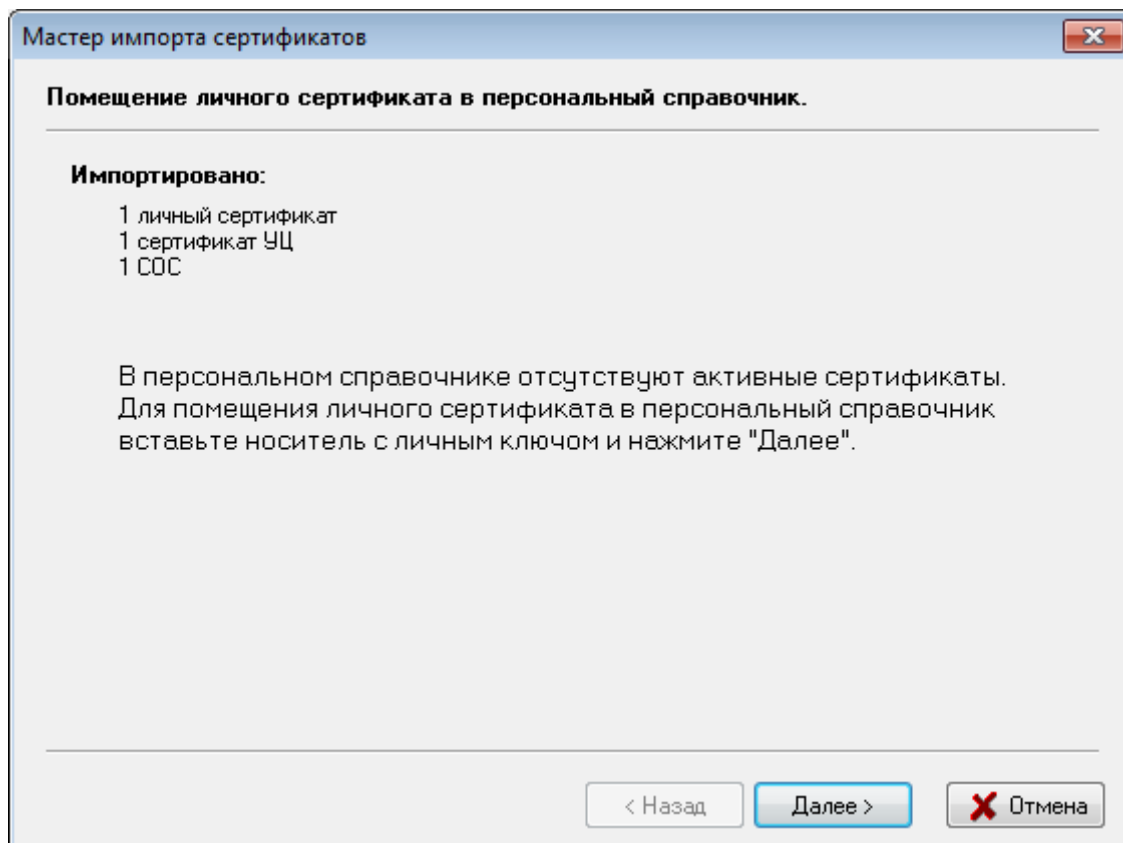 Мастер импорта сертификатов
Помещение личного сертификата в персональный справочник.
Импортировано:
1 личный сертификат
1 сертификат УЦ
1 СОС
В персональном справочнике отсутствуют активные сертификаты.
Для помещения личного сертификата в персональный справочник
вставьте носитель с личным ключом и нажмите "Далее".
< Назад
Далее >
Отмена